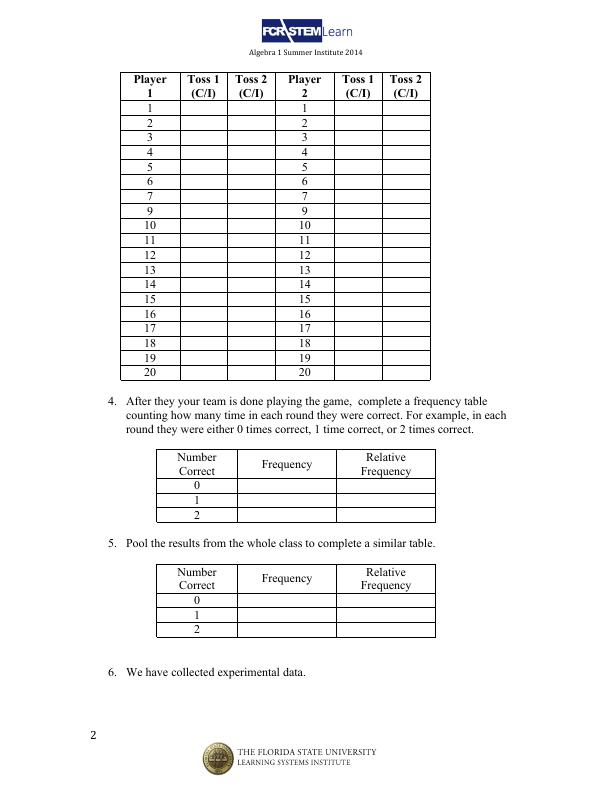 FCR-STEM Learn
Algebra 1 Summer Institute 2014
Player 1 Toss 1 (C/I) Toss 2 (C/I) Player 2 Toss 1 (C/I) Toss 2 (C/I)
1 1
2 2
3 3
4 4
5 5
6 6
7 7
9 9
10 10
11 11
12 12
13 13
14 14
15 15
16 16
17 17
18 18
19 19
20 20
4. After they your team is done playing the game, complete a frequency table
counting how many time in each round they were correct. For example, in each
round they were either 0 times correct, 1 time correct, or 2 times correct.
Number Correct Frequency Relative Frequency
0
1
2
5. Pool the results from the whole class to complete a similar table.
Number Correct Frequency Relative Frequency
0
1
2
6. We have collected experimental data.
2
THE FLORIDA STATE UNIVERSITY
LEARNING SYSTEMS INSTITUTE